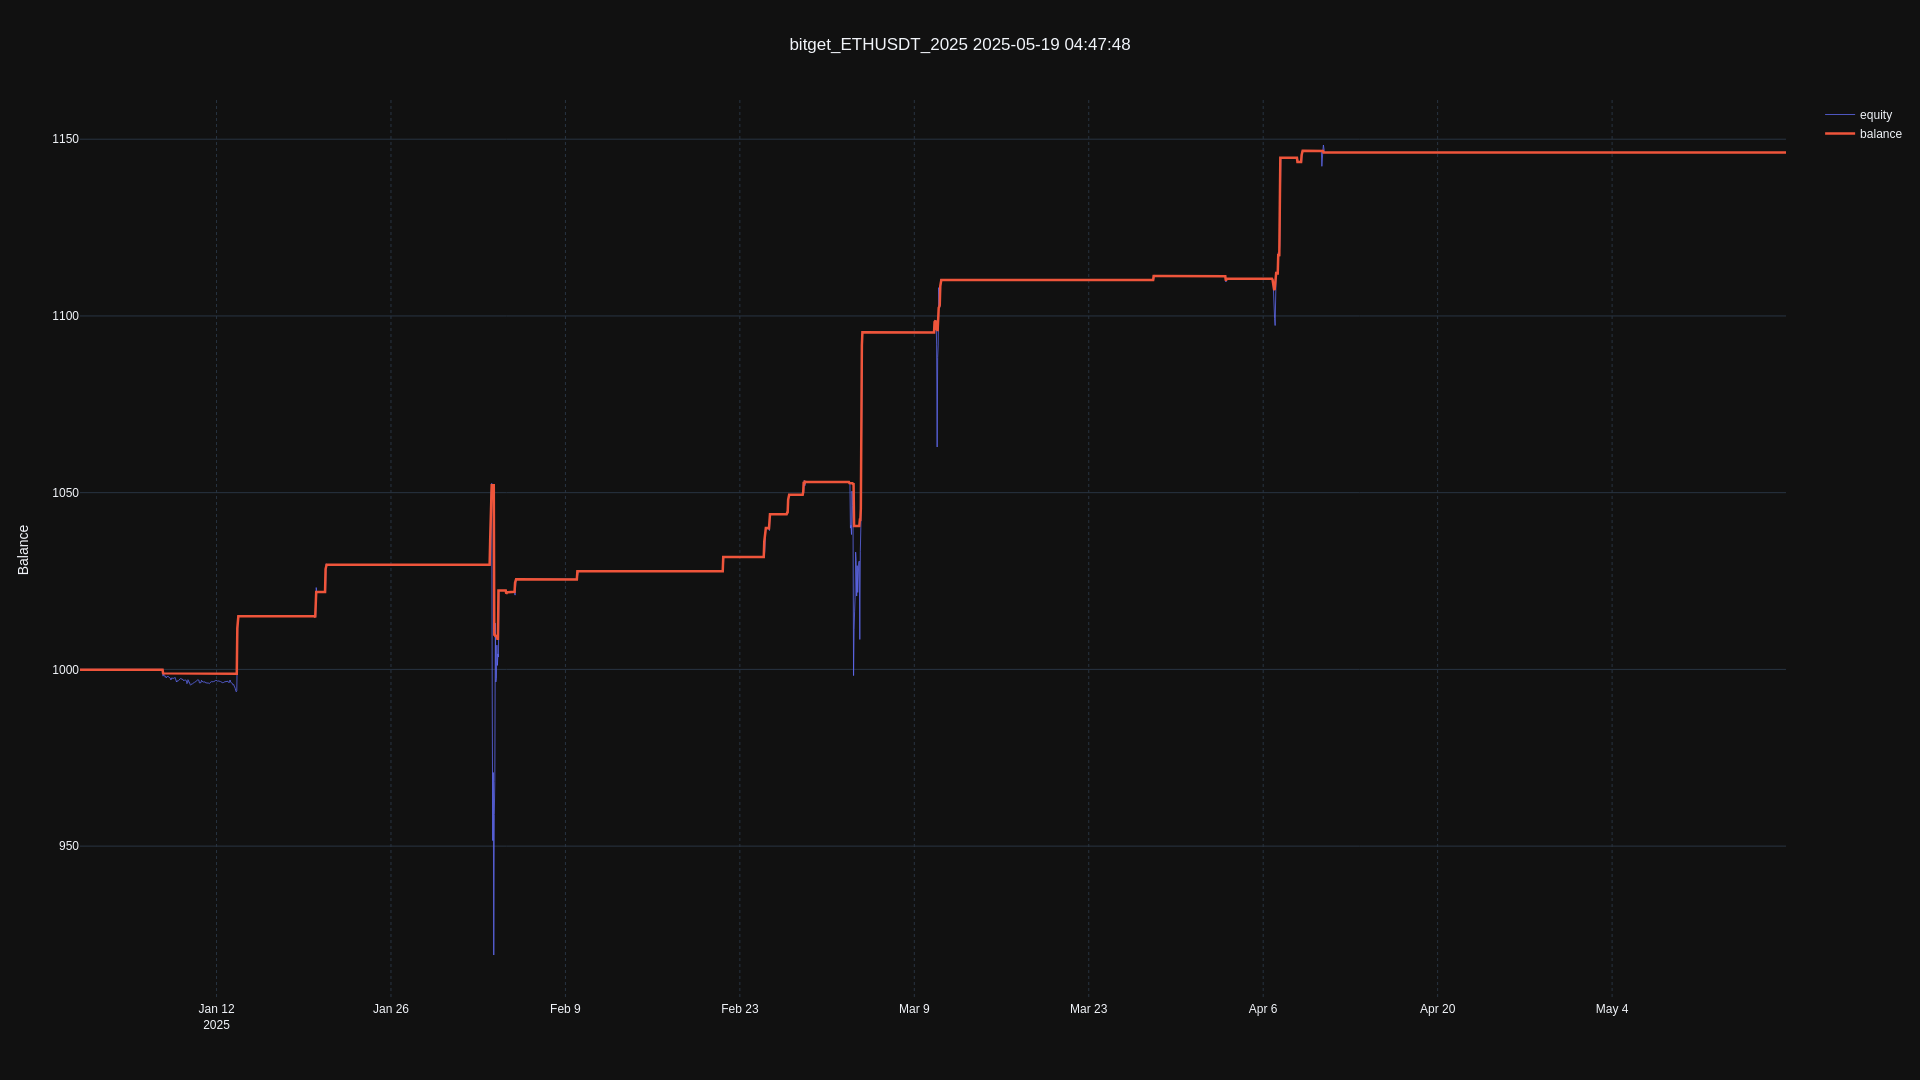 bitget_ETHUSDT_2025 2025-05-19 04:47:48
equity
balance
1150
1100
1050
1000
950
Balance
Jan 12
2025
Jan 26
Feb 9
Feb 23
Mar 9
Mar 23
Apr 6
Apr 20
May 4